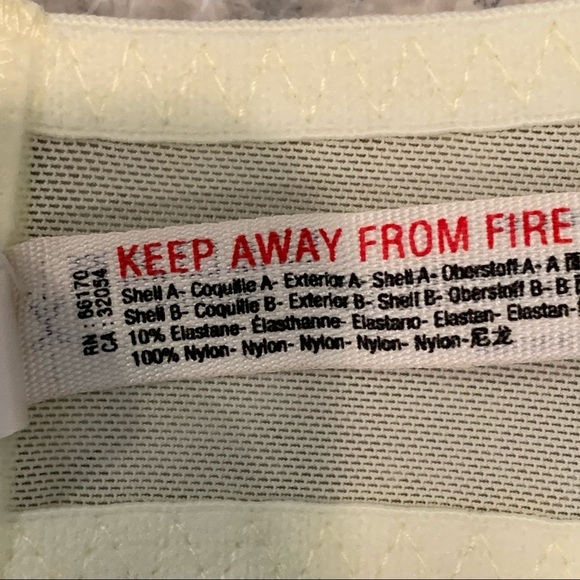 RN : 66170
CA : 32054
KEEP AWAY FROM FIRE
Shell A- Coquille A- Exterior A- Shell A- Oberstoff A- A
Shell B- Coquille B- Exterior B- Shell B- Oberstoff B- B
10% Elastane- Élasthanne- Elastano- Elastan- Elastan-
100% Nylon- Nylon- Nylon- Nylon- Nylon-尼龙